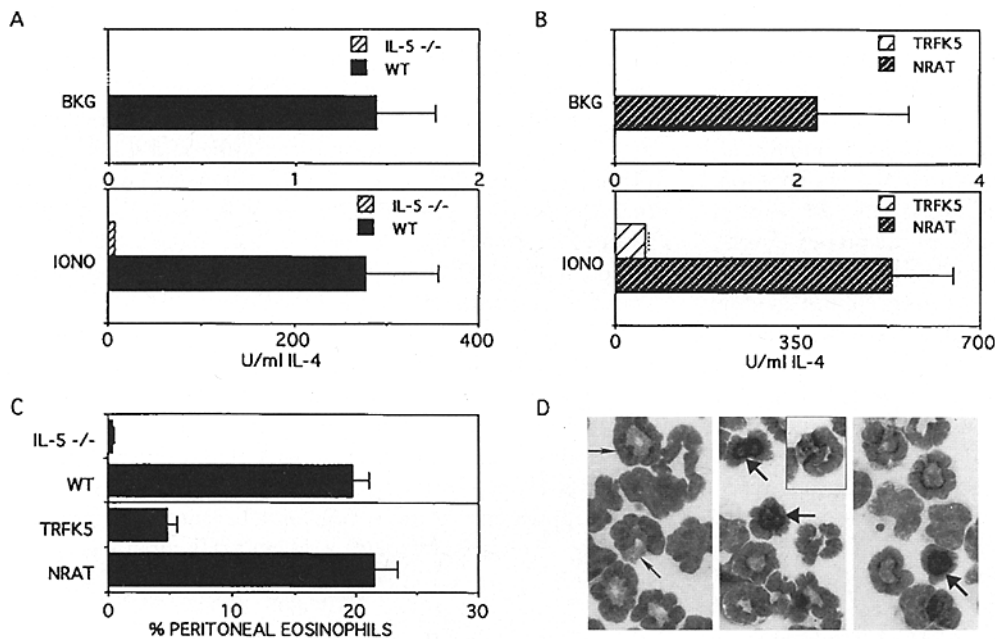 A
IL-5 -/-
WT
BKG
0 1 2
IL-5 -/-
WT
IONO
0 200 400
U/ml IL-4
B
TRFK5
NRAT
BKG
0 2 4
TRFK5
NRAT
IONO
0 350 700
U/ml IL-4
C
IL-5 -/-
WT
TRFK5
NRAT
0 10 20 30
% PERITONEAL EOSINOPHILS
D